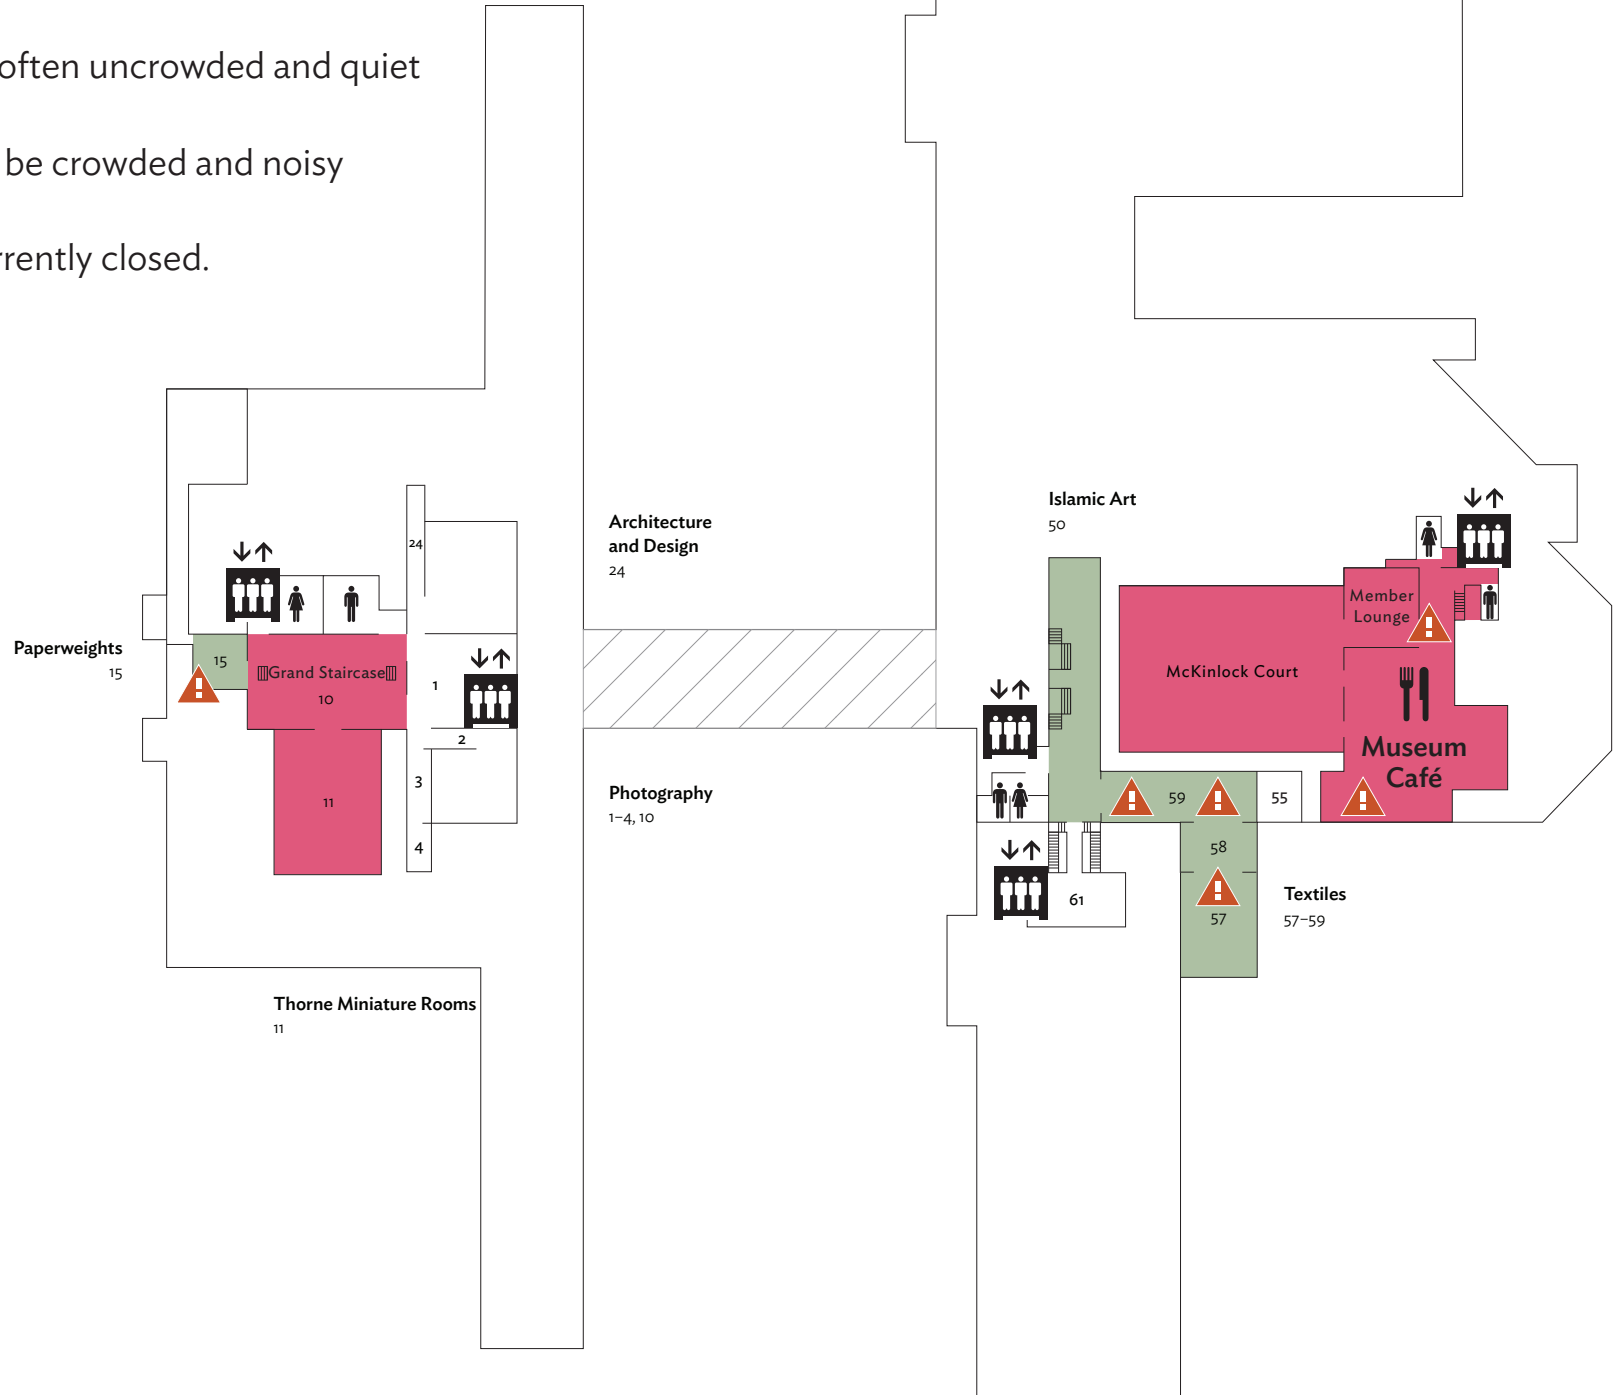 often uncrowded and quiet
be crowded and noisy
rrently closed.
Islamic Art
50
Architecture
and Design
24
24
Member
Lounge
Paperweights
15
15
Grand Staircase
10
1
McKinlock Court
2
Museum
Café
3
11
Photography
1–4, 10
59
55
4
58
Textiles
57–59
61
57
Thorne Miniature Rooms
11